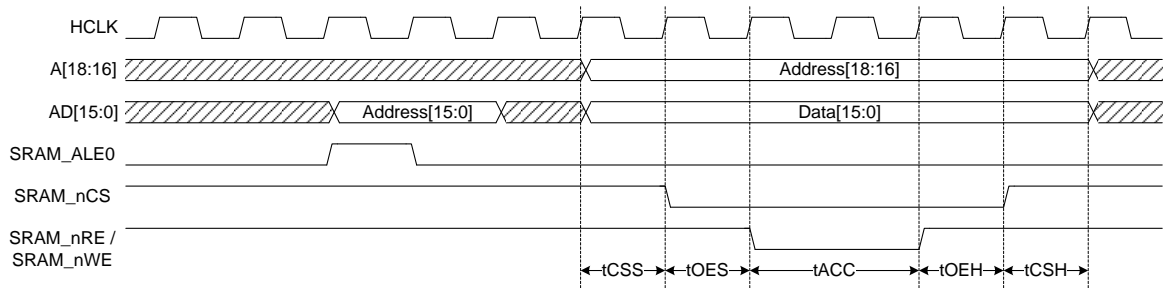 HCLK
A[18:16]
Address[18:16]
AD[15:0]
Address[15:0]
Data[15:0]
SRAM_ALE0
SRAM_nCS
SRAM_nRE /
SRAM_nWE
tCSS
tOES
tACC
tOEH
tCSH